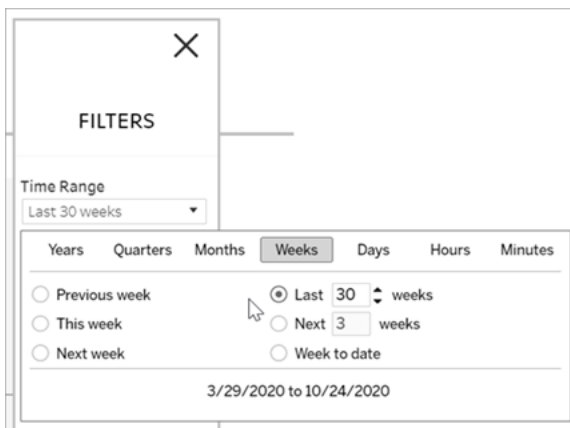 FILTERS
Time Range
Last 30 weeks
Years Quarters Months Weeks Days Hours Minutes
Previous week Last 30 weeks
This week Next 3 weeks
Next week Week to date
3/29/2020 to 10/24/2020